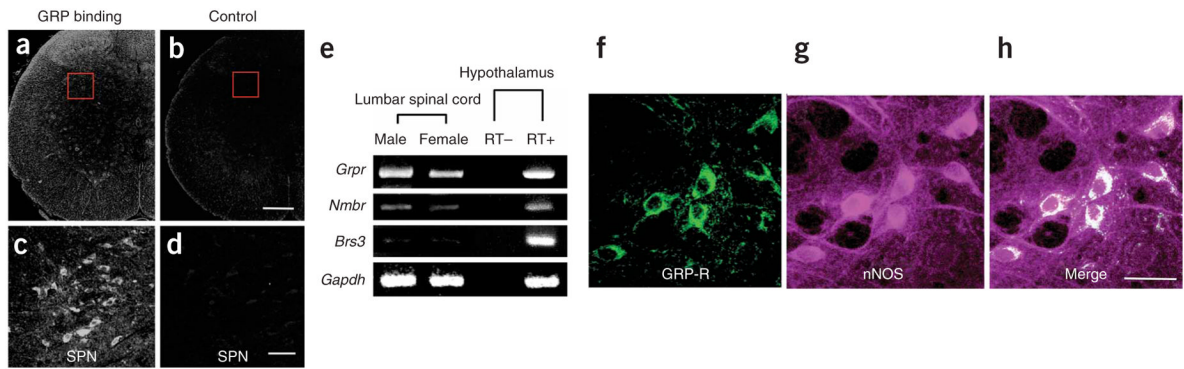 GRP binding
Control
a
b
c
SPN
d
SPN
e
Hypothalamus
Lumbar spinal cord
Male Female RT– RT+
Grpr
Nmbr
Brs3
Gapdh
f
GRP-R
g
nNOS
h
Merge